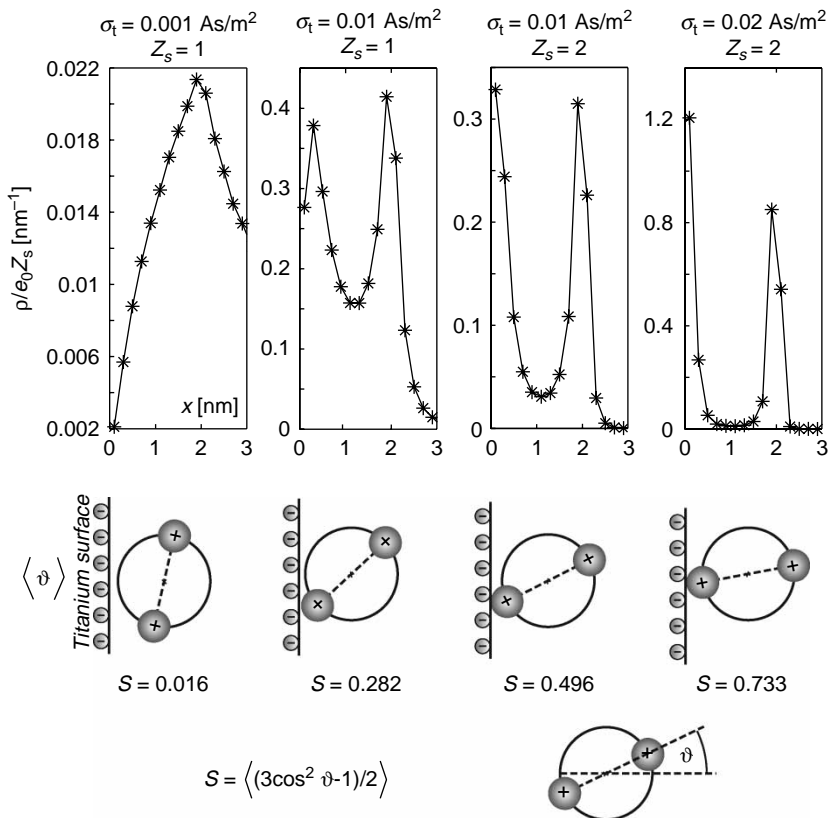 σt = 0.001 As/m² σt = 0.01 As/m² σt = 0.01 As/m² σt = 0.02 As/m²
Zs = 1 Zs = 1 Zs = 2 Zs = 2
ρ/e0Zs [nm⁻¹]
0.022
0.018
0.014
0.01
0.006
0.002
x [nm]
0 1 2 3
0.4
0.3
0.2
0.1
0
0 1 2 3
0.3
0.2
0.1
0
0 1 2 3
1.2
0.8
0.4
0
0 1 2 3
⟨ϑ⟩
Titanium surface
− − − − − − + +
− − − − − − × ×
− − − − − − + +
− − − − − − + +
S = 0.016 S = 0.282 S = 0.496 S = 0.733
S = ⟨(3cos² ϑ-1)/2⟩
+ + ϑ